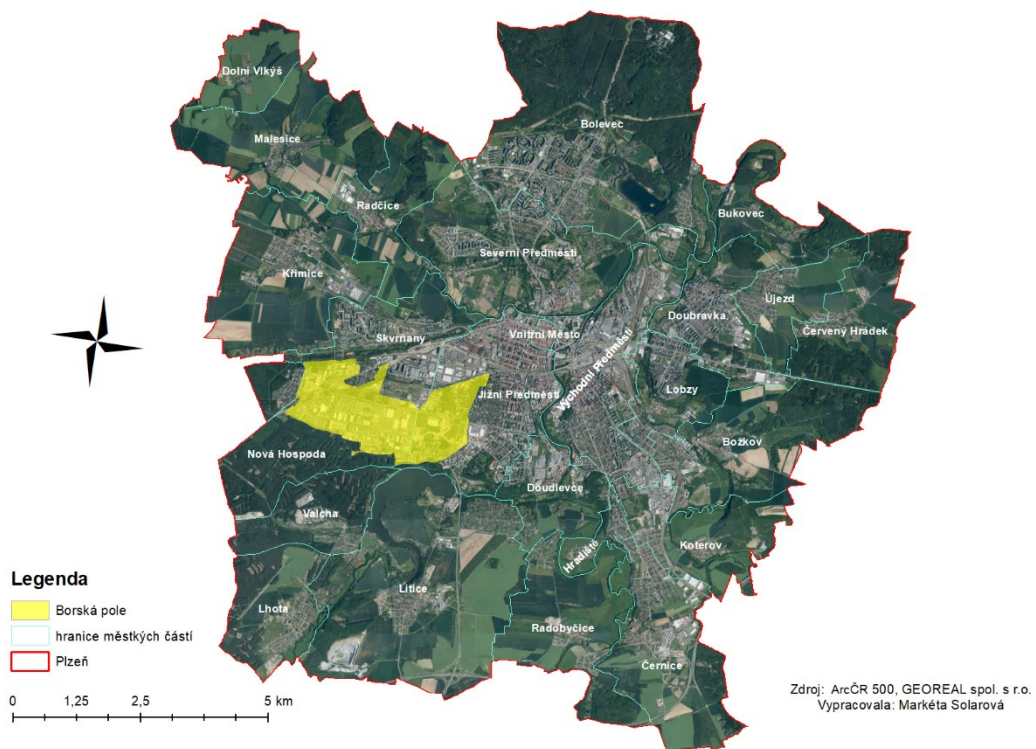 Dolní Vlkýš
Malesice
Bolevec
Radčice
Bukovec
Severní Předměstí
Křimice
Újezd
Doubravka
Červený Hrádek
Skvrňany
Vnitřní Město
Východní Předměstí
Jižní Předměstí
Lobzy
Božkov
Nová Hospoda
Doudlevce
Valcha
Koterov
Hradiště
Litice
Lhota
Radobyčice
Černice
Legenda
Borská pole
hranice městkých částí
Plzeň
0 1,25 2,5 5 km
Zdroj: ArcČR 500, GEOREAL spol. s r.o.
Vypracovala: Markéta Solarová